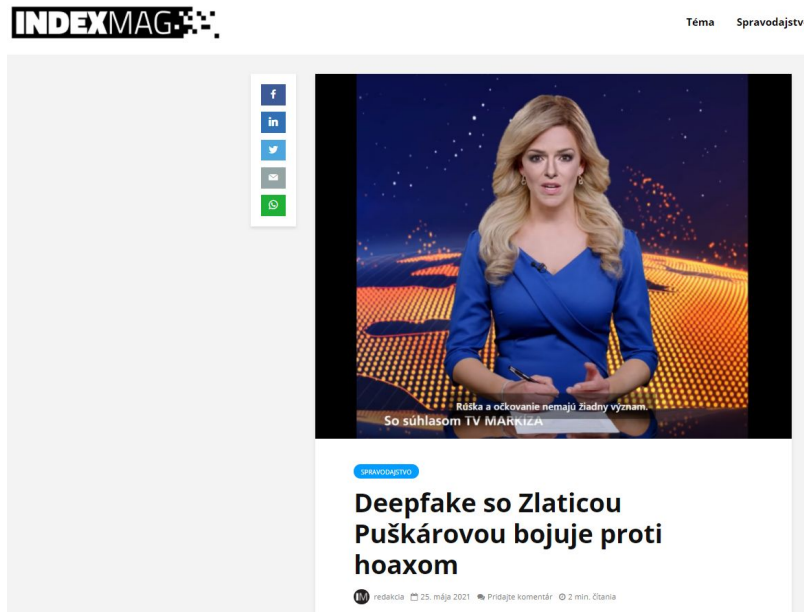 INDEXMAG
Téma Spravodajstv
Rúška a očkovanie nemajú žiadny význam.
So súhlasom TV MARKÍZA
SPRAVODAJSTVO
Deepfake so Zlaticou
Puškárovou bojuje proti
hoaxom
IM redakcia 25. mája 2021 Pridajte komentár 2 min. čítania